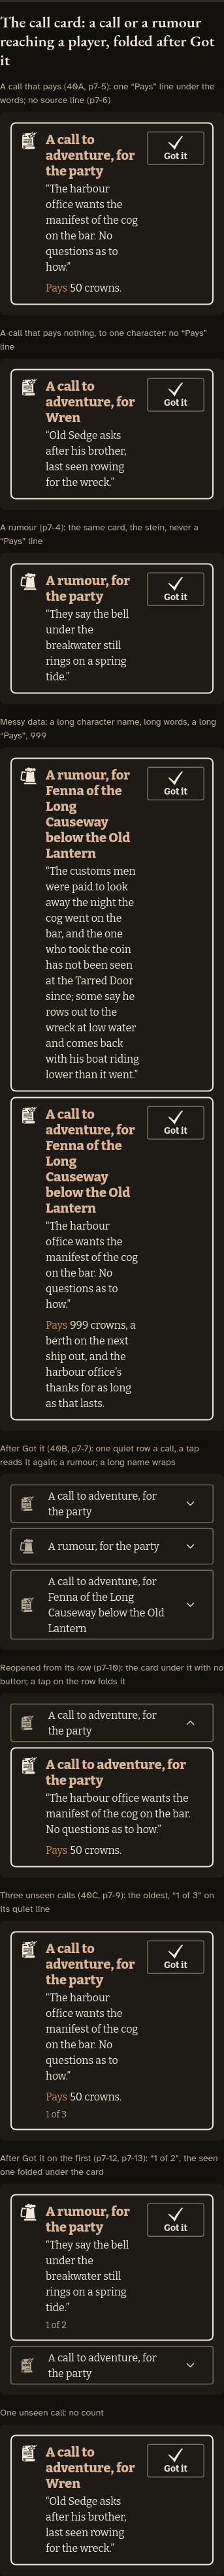 The call card: a call or a rumour
reaching a player, folded after Got
it
A call that pays (40A, p7-5): one “Pays” line under the
words; no source line (p7-6)
A call to
adventure, for
the party
Got it
“The harbour
office wants the
manifest of the cog
on the bar. No
questions as to
how.”
Pays 50 crowns.
A call that pays nothing, to one character: no “Pays”
line
A call to
adventure, for
Wren
Got it
“Old Sedge asks
after his brother,
last seen rowing
for the wreck.”
A rumour (p7-4): the same card, the stein, never a
“Pays” line
A rumour, for
the party
Got it
“They say the bell
under the
breakwater still
rings on a spring
tide.”
Messy data: a long character name, long words, a long
“Pays”, 999
A rumour, for
Fenna of the
Long
Causeway
below the Old
Lantern
Got it
“The customs men
were paid to look
away the night the
cog went on the
bar, and the one
who took the coin
has not been seen
at the Tarred Door
since; some say he
rows out to the
wreck at low water
and comes back
with his boat riding
lower than it went.”
A call to
adventure, for
Fenna of the
Long
Causeway
below the Old
Lantern
Got it
“The harbour
office wants the
manifest of the cog
on the bar. No
questions as to
how.”
Pays 999 crowns, a
berth on the next
ship out, and the
harbour office’s
thanks for as long
as that lasts.
After Got it (40B, p7-7): one quiet row a call, a tap
reads it again; a rumour; a long name wraps
A call to adventure, for
the party
A rumour, for the party
A call to adventure, for
Fenna of the Long
Causeway below the Old
Lantern
Reopened from its row (p7-10): the card under it with no
button; a tap on the row folds it
A call to adventure, for
the party
A call to adventure, for
the party
“The harbour office wants the
manifest of the cog on the bar.
No questions as to how.”
Pays 50 crowns.
Three unseen calls (40C, p7-9): the oldest, “1 of 3” on
its quiet line
A call to
adventure, for
the party
Got it
“The harbour
office wants the
manifest of the cog
on the bar. No
questions as to
how.”
Pays 50 crowns.
1 of 3
After Got it on the first (p7-12, p7-13): “1 of 2”, the seen
one folded under the card
A rumour, for
the party
Got it
“They say the bell
under the
breakwater still
rings on a spring
tide.”
1 of 2
A call to adventure, for
the party
One unseen call: no count
A call to
adventure, for
Wren
Got it
“Old Sedge asks
after his brother,
last seen rowing
for the wreck.”